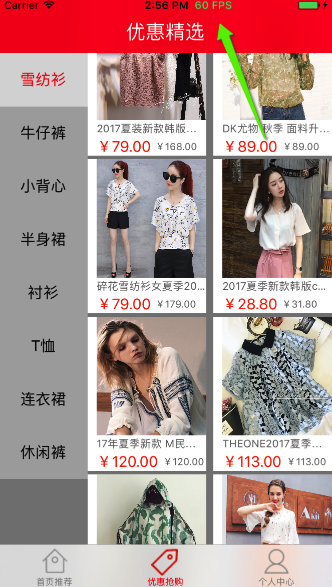 Carrier 2:56 PM 60 FPS
优惠精选
雪纺衫
牛仔裤
小背心
半身裙
衬衫
T恤
连衣裙
休闲裤
2017夏装新款韩版...
¥79.00 ¥168.00
DK尤物 秋季 面料升...
¥89.00 ¥89.00
碎花雪纺衫女夏季20...
¥79.00 ¥179.00
2017夏季新款韩版c...
¥28.80 ¥31.80
17年夏季新款 M民...
¥120.00 ¥120.00
THEONE2017夏季...
¥113.00 ¥113.00
首页推荐
优惠抢购
个人中心